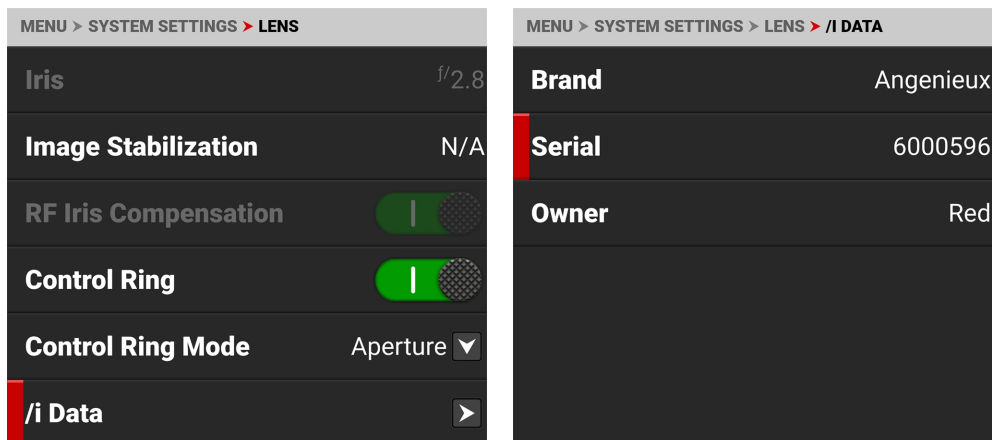 MENU > SYSTEM SETTINGS > LENS
Iris ƒ/2.8
Image Stabilization N/A
RF Iris Compensation
Control Ring
Control Ring Mode Aperture
/i Data
MENU > SYSTEM SETTINGS > LENS > /I DATA
Brand Angenieux
Serial 6000596
Owner Red